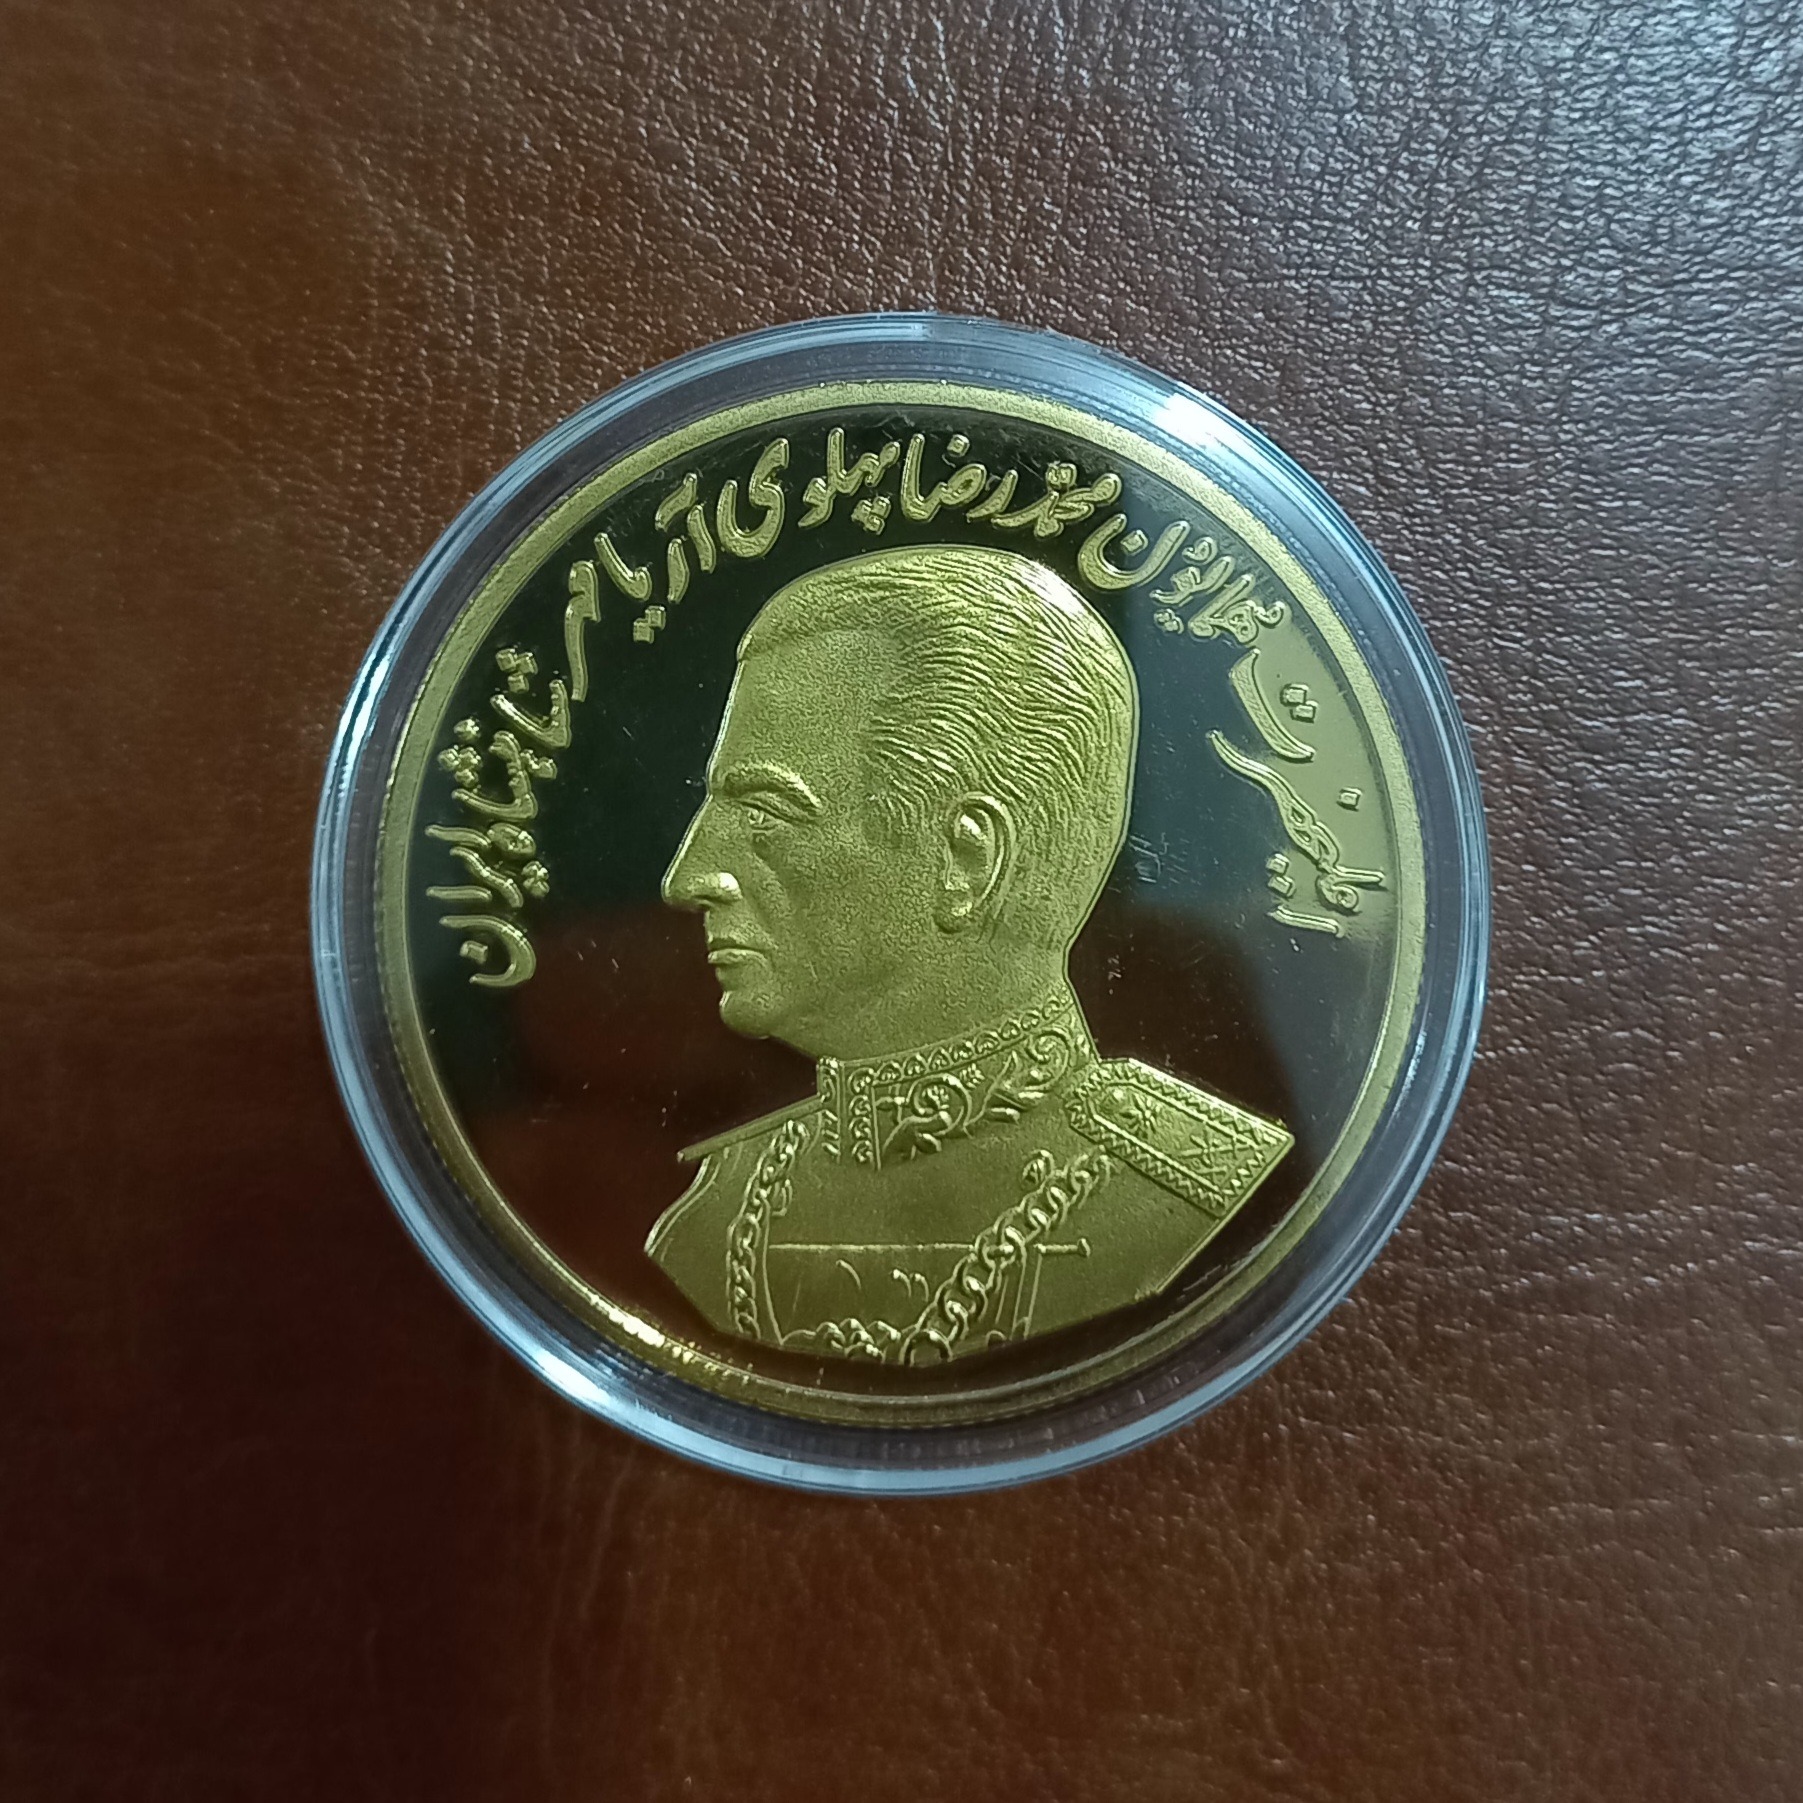 اعلیحضرت همایون محمدرضا پهلوی آریامهر شاهنشاه ایران